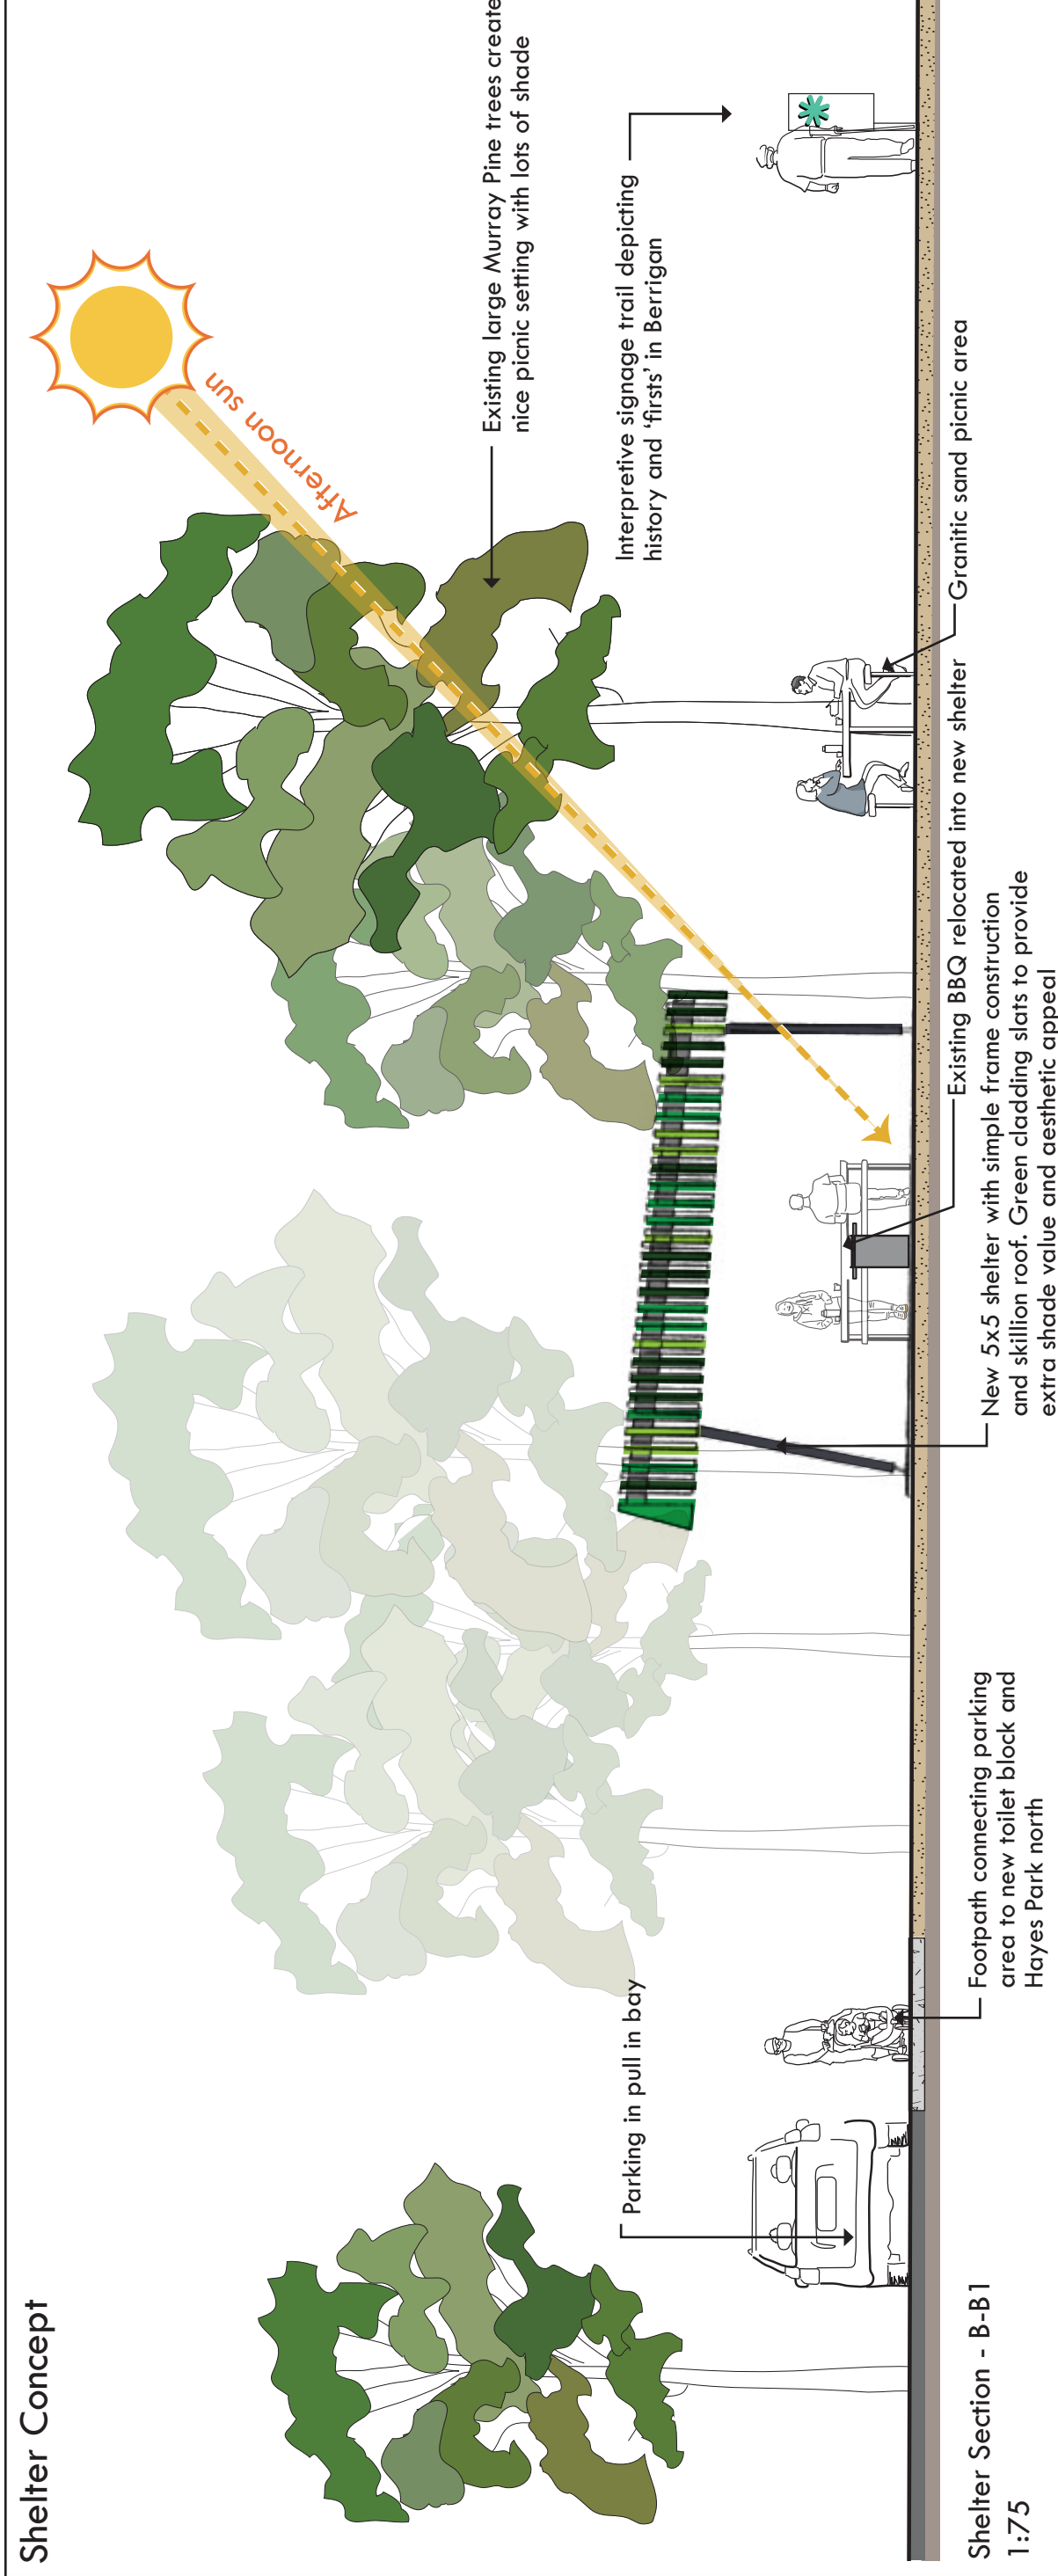 Shelter Concept
Existing large Murray Pine trees create
nice picnic setting with lots of shade
Afternoon sun
Interpretive signage trail depicting
history and ‘firsts’ in Berrigan
Parking in pull in bay
Granitic sand picnic area
Existing BBQ relocated into new shelter
New 5x5 shelter with simple frame construction
and skillion roof. Green cladding slats to provide
extra shade value and aesthetic appeal
Footpath connecting parking
area to new toilet block and
Hayes Park north
Shelter Section - B-B1
1:75